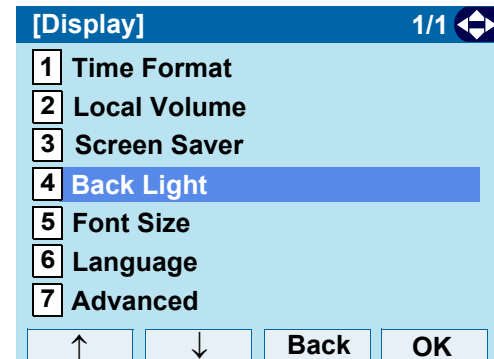 [Display] 1/1
1 Time Format
2 Local Volume
3 Screen Saver
4 Back Light
5 Font Size
6 Language
7 Advanced
↑ ↓ Back OK